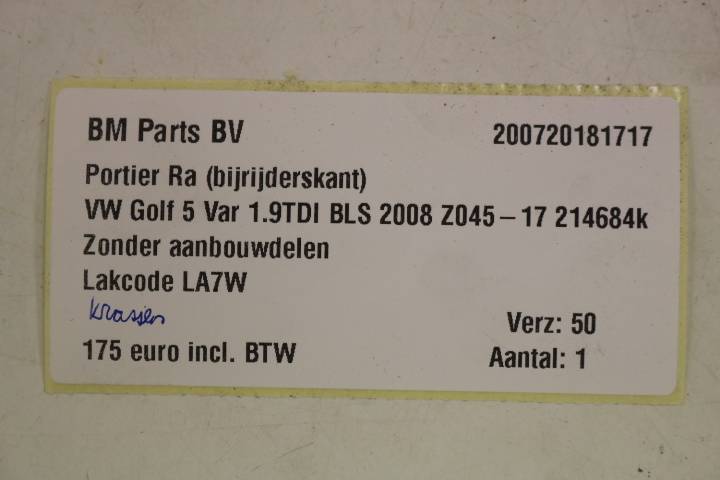 BM Parts BV 200720181717
Portier Ra (bijrijderskant)
VW Golf 5 Var 1.9TDI BLS 2008 Z045-17 214684k
Zonder aanbouwdelen
Lakcode LA7W
krassen
Verz: 50
175 euro incl. BTW Aantal: 1